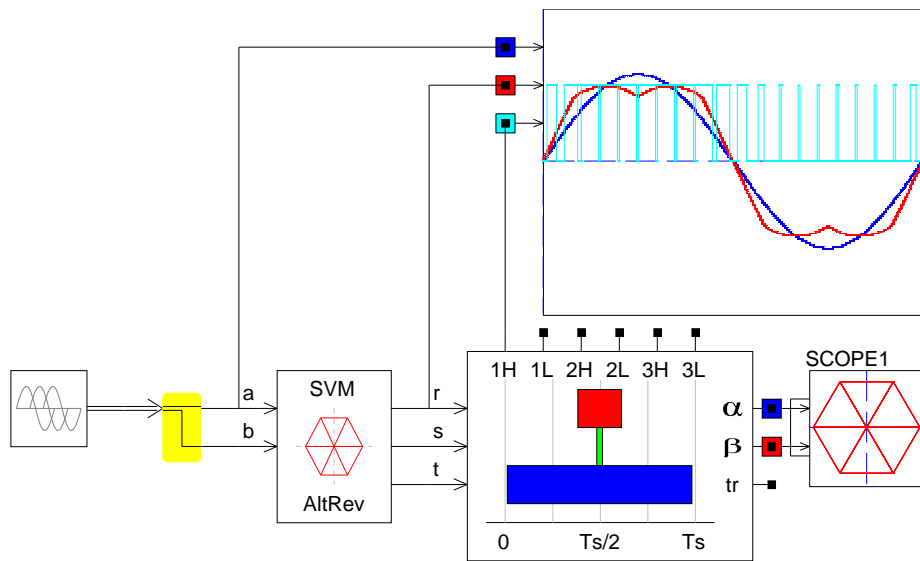 1H 1L 2H 2L 3H 3L
SCOPE1
a
SVM
r
α
b
s
β
t
AltRev
tr
0 Ts/2 Ts